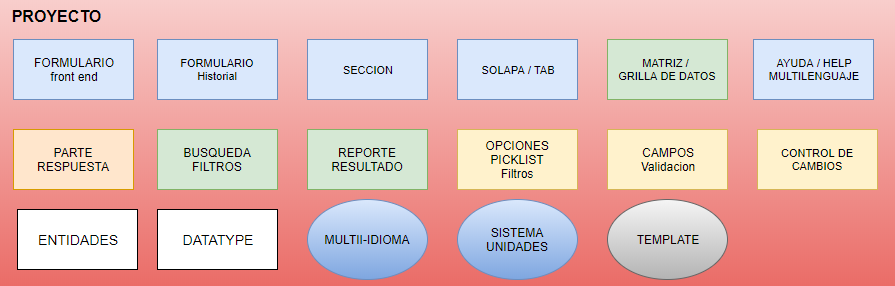 PROYECTO
FORMULARIO
front end
FORMULARIO
Historial
SECCION
SOLAPA / TAB
MATRIZ /
GRILLA DE DATOS
AYUDA / HELP
MULTILENGUAJE
PARTE
RESPUESTA
BUSQUEDA
FILTROS
REPORTE
RESULTADO
OPCIONES
PICKLIST
Filtros
CAMPOS
Validacion
CONTROL DE
CAMBIOS
ENTIDADES
DATATYPE
MULTII-IDIOMA
SISTEMA
UNIDADES
TEMPLATE